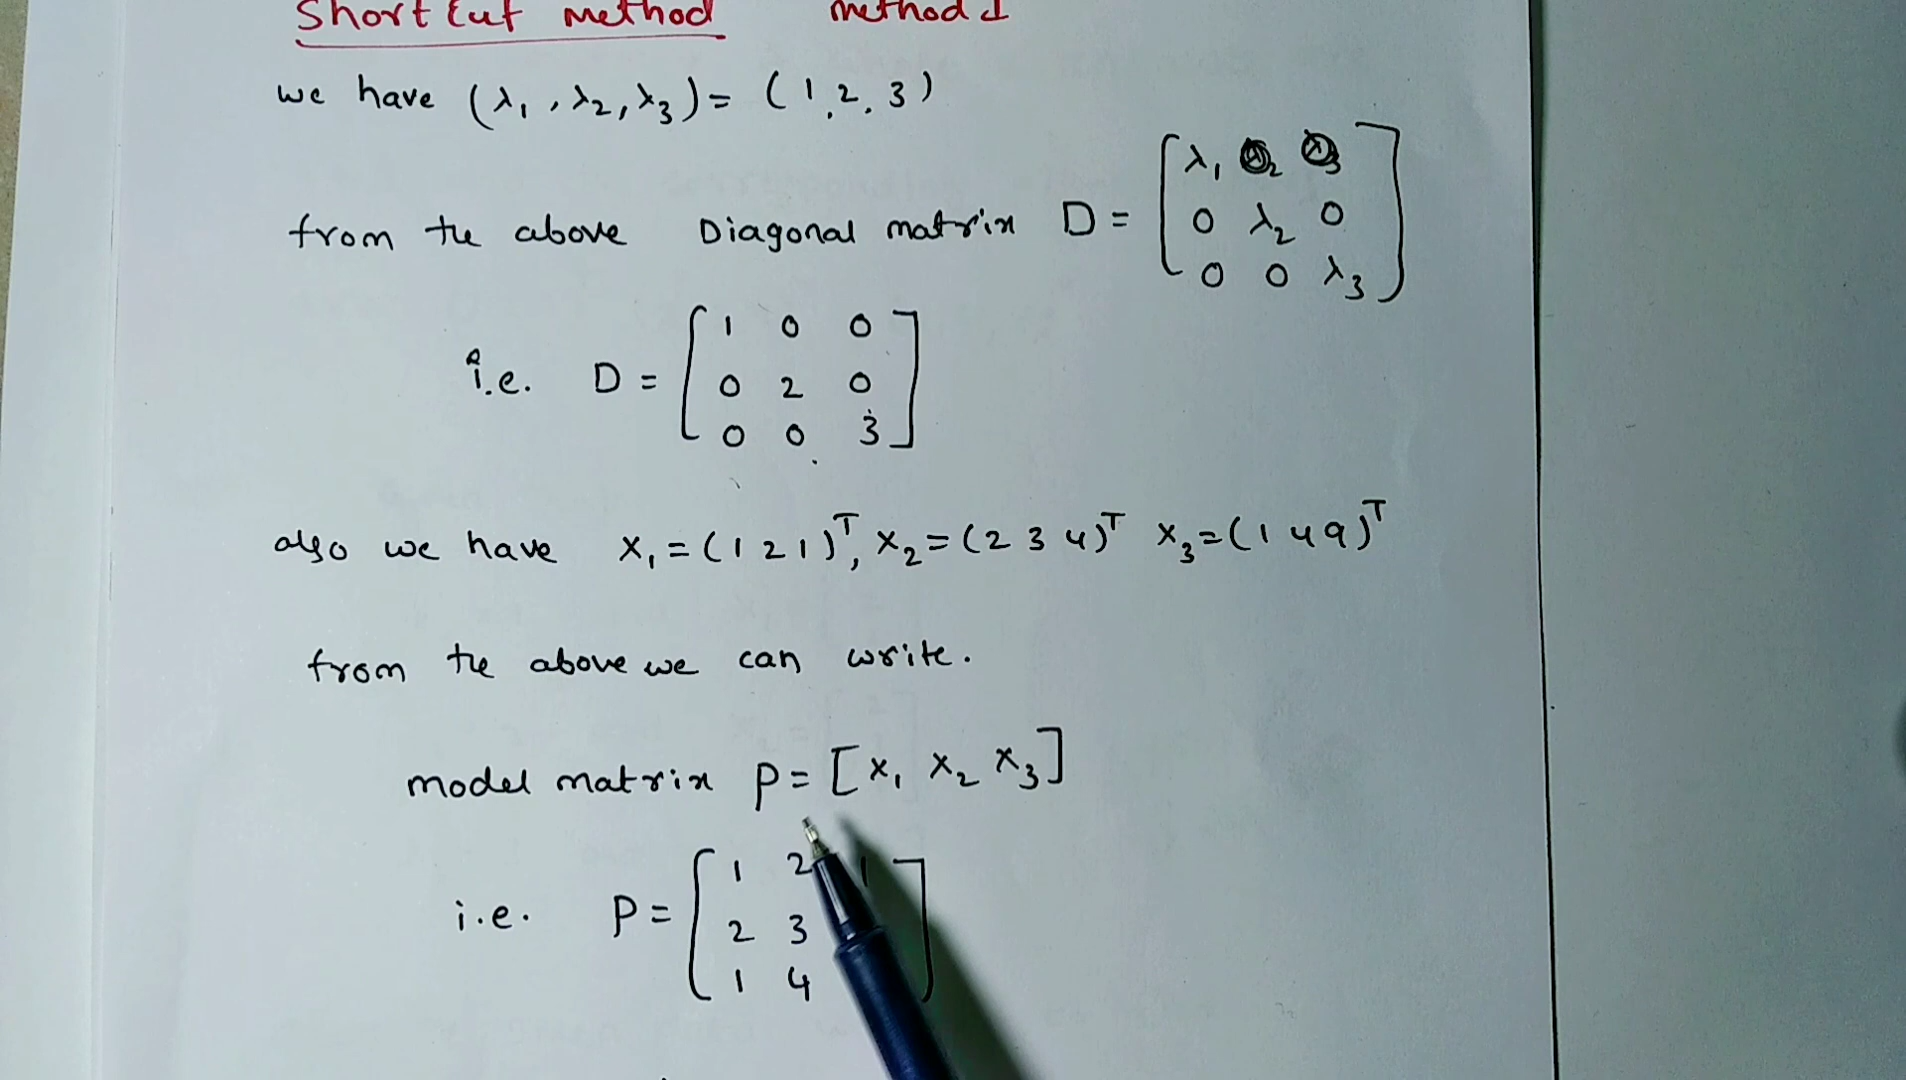 Shortcut method method 1
we have (λ₁, λ₂, λ₃) = (1, 2, 3)
from the above Diagonal matrix D = [λ₁ 0 0
0 λ₂ 0
0 0 λ₃]
i.e. D = [1 0 0
0 2 0
0 0 3]
also we have x₁ = (1 2 1)ᵀ, x₂ = (2 3 4)ᵀ x₃ = (1 4 9)ᵀ
from the above we can write.
model matrix P = [x₁ x₂ x₃]
i.e. P = [1 2 1
2 3
1 4 ]